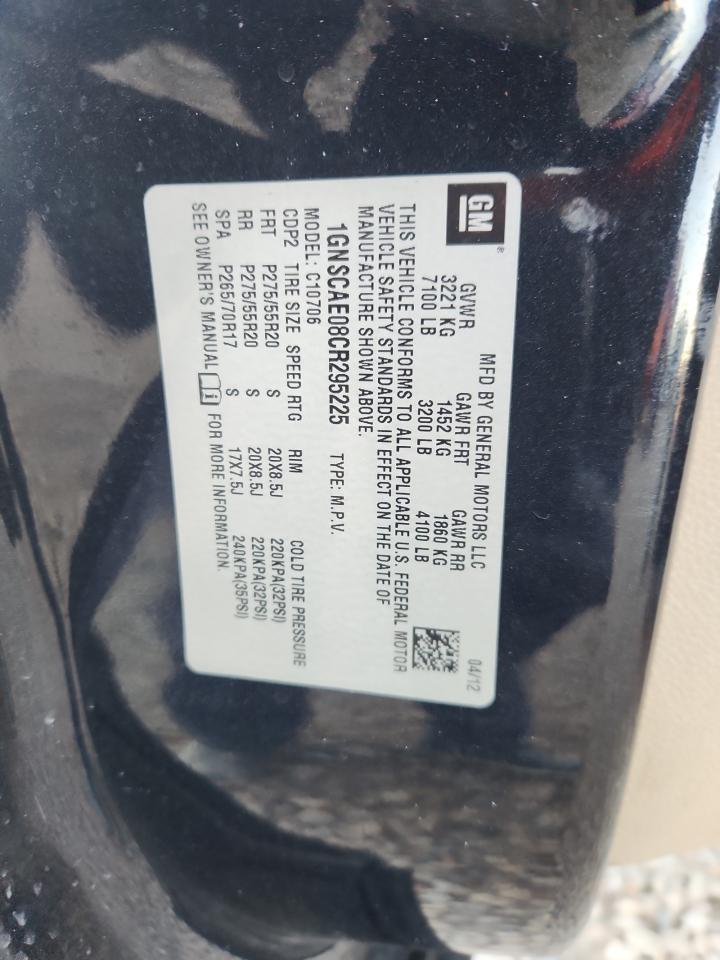 GM®
MFD BY GENERAL MOTORS LLC 04/12
GVWR GAWR FRT GAWR RR
3221 KG 1452 KG 1860 KG
7100 LB 3200 LB 4100 LB
THIS VEHICLE CONFORMS TO ALL APPLICABLE U.S. FEDERAL MOTOR
VEHICLE SAFETY STANDARDS IN EFFECT ON THE DATE OF
MANUFACTURE SHOWN ABOVE.
1GNSCAE08CR295225 TYPE: M.P.V.
MODEL: C10706
CDP2 TIRE SIZE SPEED RTG RIM COLD TIRE PRESSURE
FRT P275/55R20 S 20X8.5J 220KPA(32PSI)
RR P275/55R20 S 20X8.5J 220KPA(32PSI)
SPA P265/70R17 S 17X7.5J 240KPA(35PSI)
SEE OWNER'S MANUAL i FOR MORE INFORMATION.